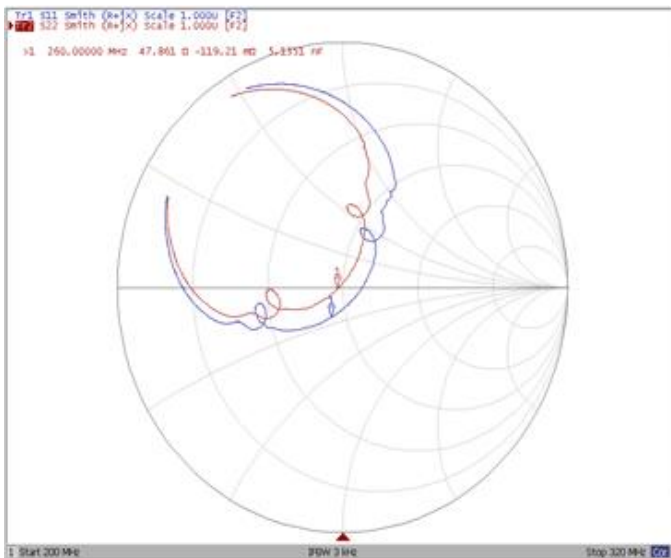 Tr1 S11 Smith (R+jX) Scale 1.000U [F2]
Tr2 S22 Smith (R+jX) Scale 1.000U [F2]
>1 260.00000 MHz 47.861 Ω -119.21 mΩ 5.1351 nF
1
1 Start 200 MHz IFBW 3 kHz Stop 320 MHz